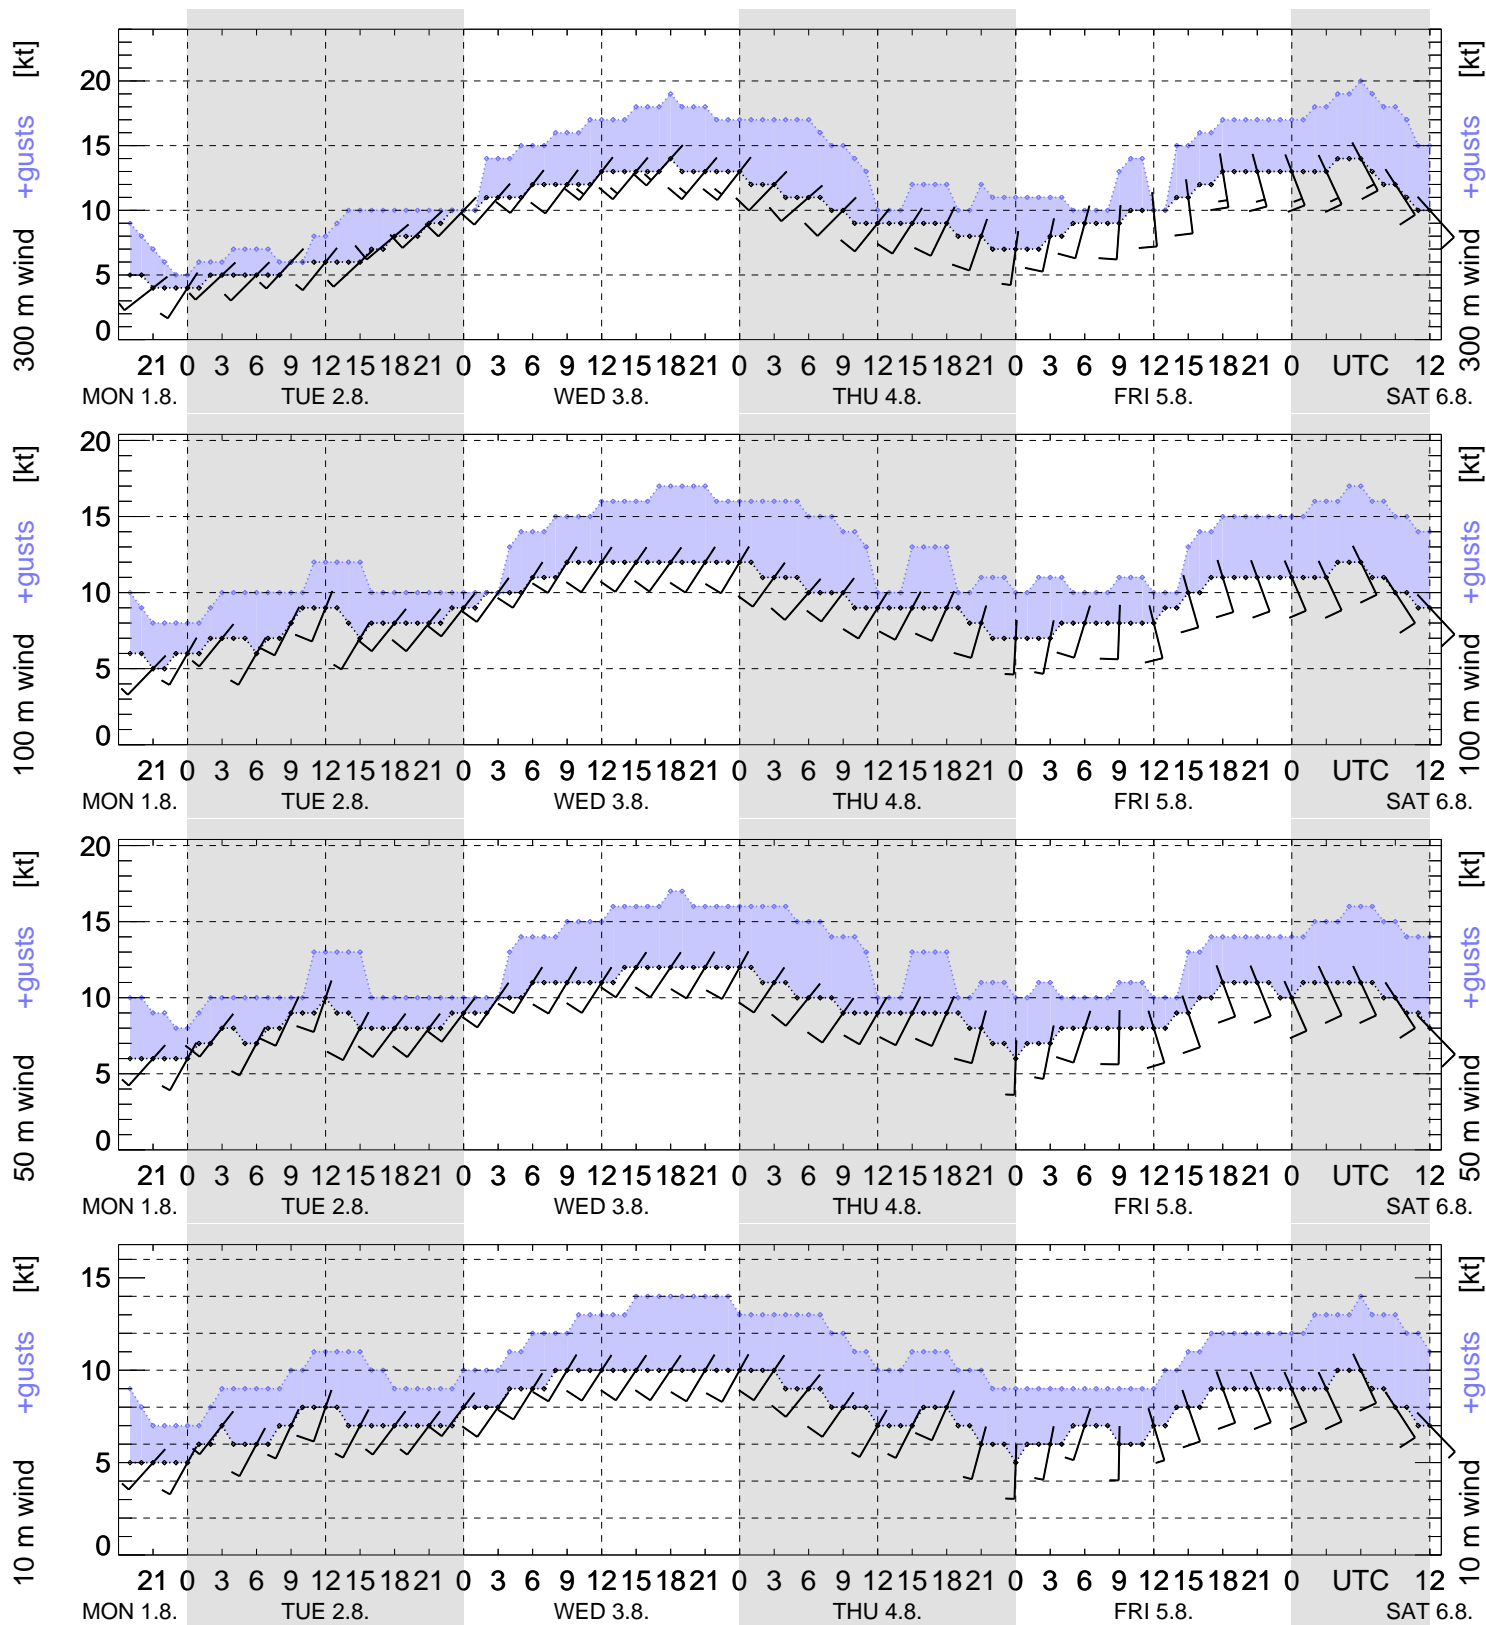 300 m wind +gusts [kt]
20
15
10
5
0
300 m wind +gusts [kt]
21 0 3 6 9 12 15 18 21 0 3 6 9 12 15 18 21 0 3 6 9 12 15 18 21 0 3 6 9 12 15 18 21 0 UTC 12
MON 1.8. TUE 2.8. WED 3.8. THU 4.8. FRI 5.8. SAT 6.8.
100 m wind +gusts [kt]
20
15
10
5
0
100 m wind +gusts [kt]
21 0 3 6 9 12 15 18 21 0 3 6 9 12 15 18 21 0 3 6 9 12 15 18 21 0 3 6 9 12 15 18 21 0 UTC 12
MON 1.8. TUE 2.8. WED 3.8. THU 4.8. FRI 5.8. SAT 6.8.
50 m wind +gusts [kt]
20
15
10
5
0
50 m wind +gusts [kt]
21 0 3 6 9 12 15 18 21 0 3 6 9 12 15 18 21 0 3 6 9 12 15 18 21 0 3 6 9 12 15 18 21 0 UTC 12
MON 1.8. TUE 2.8. WED 3.8. THU 4.8. FRI 5.8. SAT 6.8.
10 m wind +gusts [kt]
15
10
5
0
10 m wind +gusts [kt]
21 0 3 6 9 12 15 18 21 0 3 6 9 12 15 18 21 0 3 6 9 12 15 18 21 0 3 6 9 12 15 18 21 0 UTC 12
MON 1.8. TUE 2.8. WED 3.8. THU 4.8. FRI 5.8. SAT 6.8.